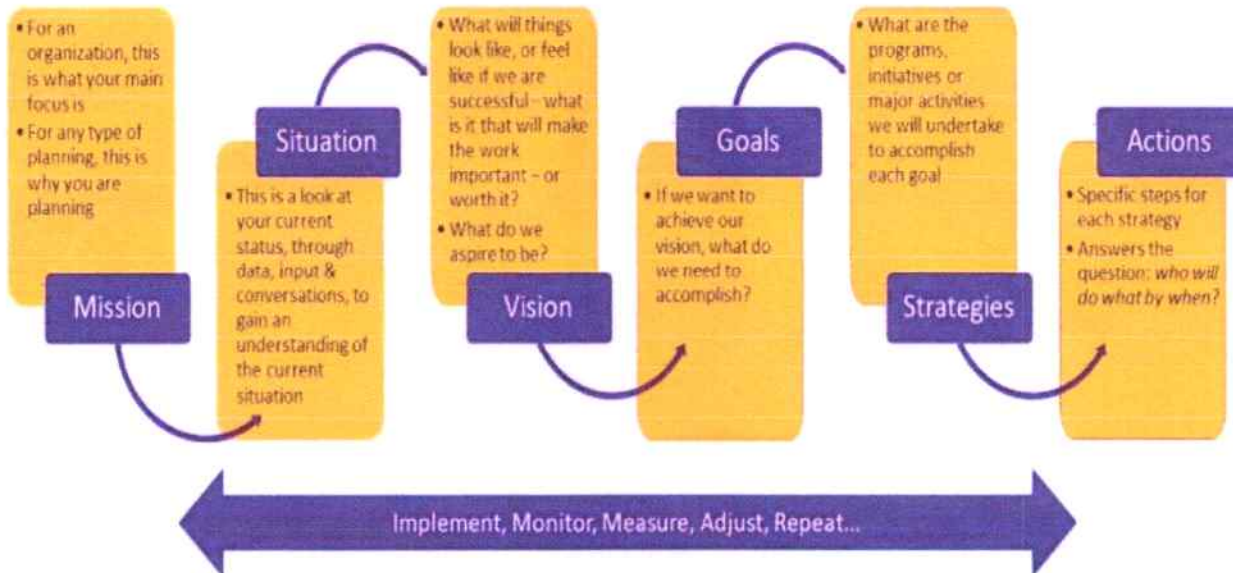 • For an
organization, this
is what your main
focus is
• For any type of
planning, this is
why you are
planning
Mission
Situation
• This is a look at
your current
status, through
data, input &
conversations, to
gain an
understanding of
the current
situation
• What will things
look like, or feel
like if we are
successful – what
is it that will make
the work
important – or
worth it?
• What do we
aspire to be?
Vision
Goals
• If we want to
achieve our
vision, what do
we need to
accomplish?
• What are the
programs,
initiatives or
major activities
we will undertake
to accomplish
each goal
Strategies
Actions
• Specific steps for
each strategy
• Answers the
question: who will
do what by when?
Implement, Monitor, Measure, Adjust, Repeat...